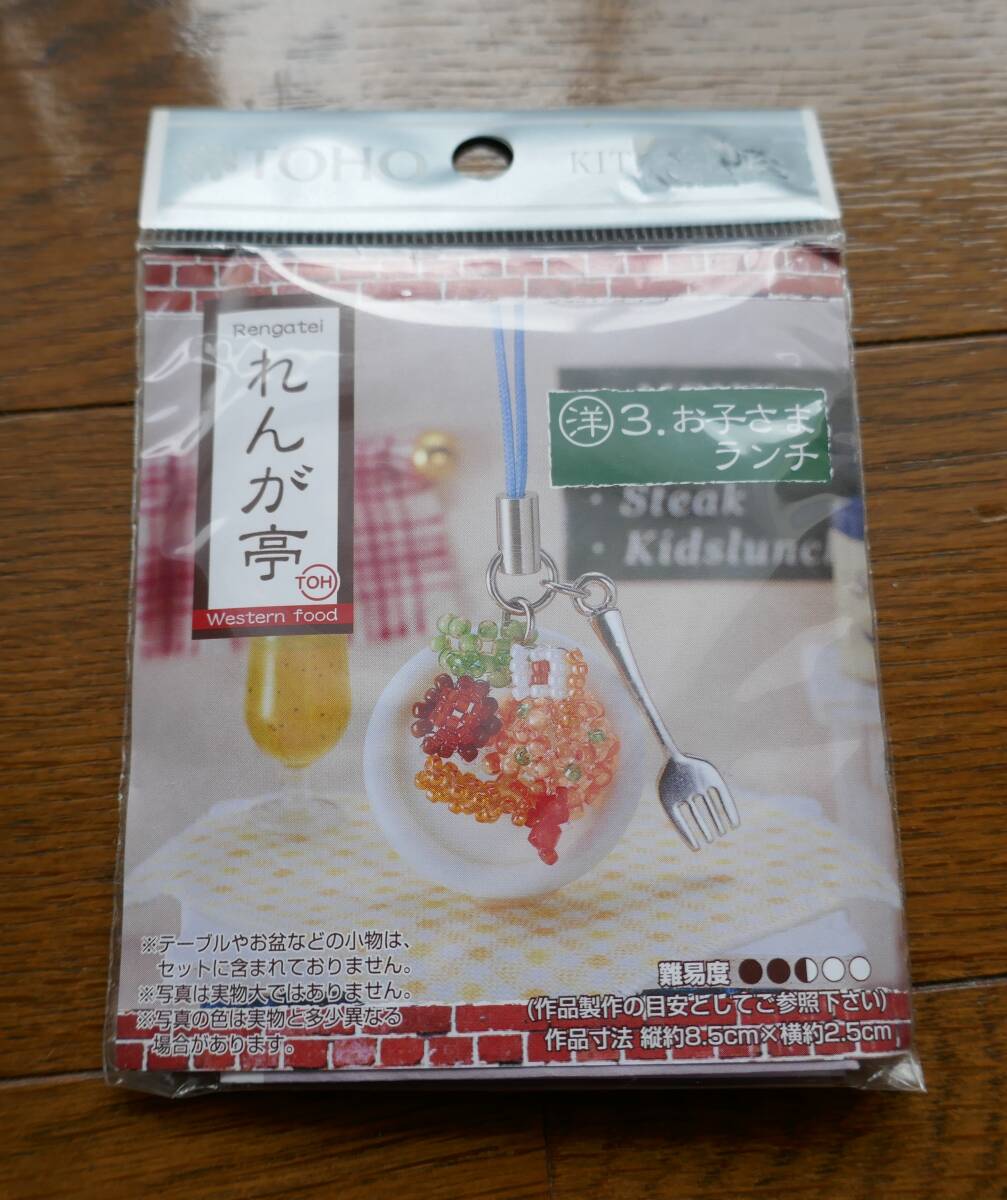 TOHO
KIT
Rengatei
れんが亭
TOHO
Western food
洋 3. お子さま
ランチ
Steak
Kidslunch
※テーブルやお盆などの小物は、
セットに含まれておりません。
※写真は実物大ではありません。
※写真の色は実物と多少異なる
場合があります。
難易度
(作品製作の目安としてご参照下さい)
作品寸法 縦約8.5cm×横約2.5cm